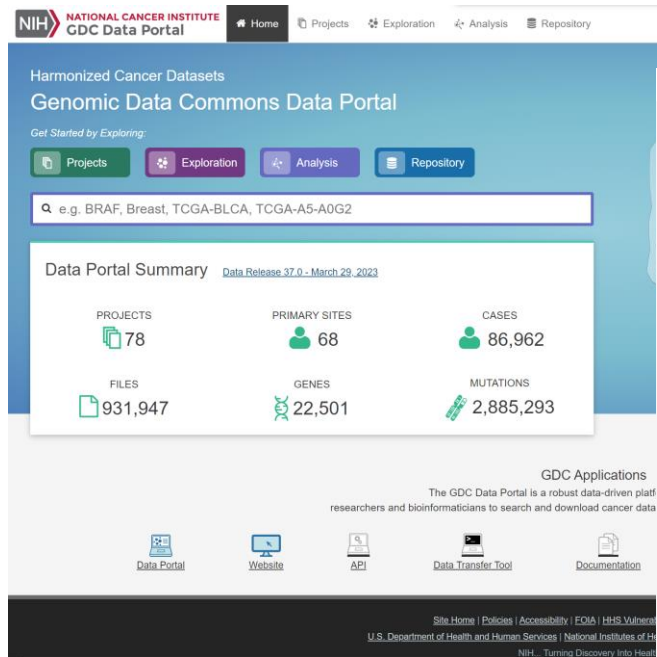 NIH NATIONAL CANCER INSTITUTE
GDC Data Portal
Home
Projects
Exploration
Analysis
Repository
Harmonized Cancer Datasets
Genomic Data Commons Data Portal
Get Started by Exploring:
Projects
Exploration
Analysis
Repository
e.g. BRAF, Breast, TCGA-BLCA, TCGA-A5-A0G2
Data Portal Summary Data Release 37.0 - March 29, 2023
PROJECTS
78
PRIMARY SITES
68
CASES
86,962
FILES
931,947
GENES
22,501
MUTATIONS
2,885,293
GDC Applications
The GDC Data Portal is a robust data-driven platf
researchers and bioinformaticians to search and download cancer data
Data Portal
Website
API
Data Transfer Tool
Documentation
Site Home | Policies | Accessibility | FOIA | HHS Vulnerat
U.S. Department of Health and Human Services | National Institutes of He
NIH... Turning Discovery Into Healt